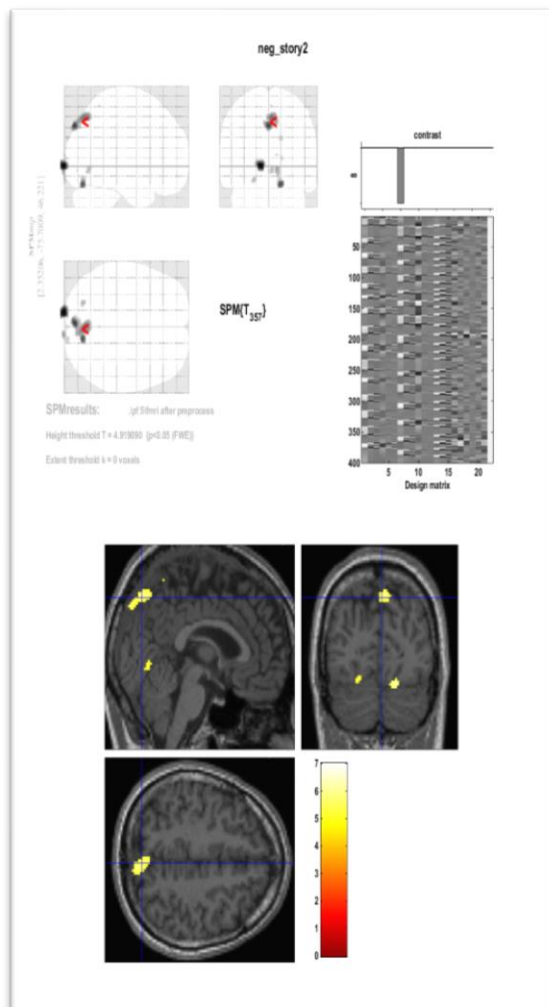 neg_story2
contrast
8
SPM{T357}
50
100
150
200
250
300
350
400
5 10 15 20
Design matrix
SPMresults:
Height threshold T = 4.919090 {p<0.05 (FWE)}
Extent threshold k = 0 voxels
7
6
5
4
3
2
1
0